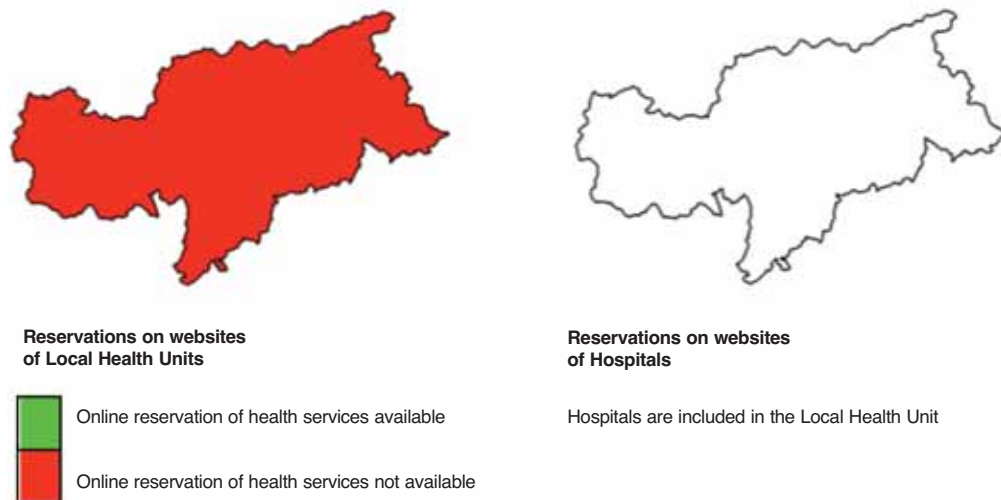 Reservations on websites
of Local Health Units
Online reservation of health services available
Online reservation of health services not available
Reservations on websites
of Hospitals
Hospitals are included in the Local Health Unit